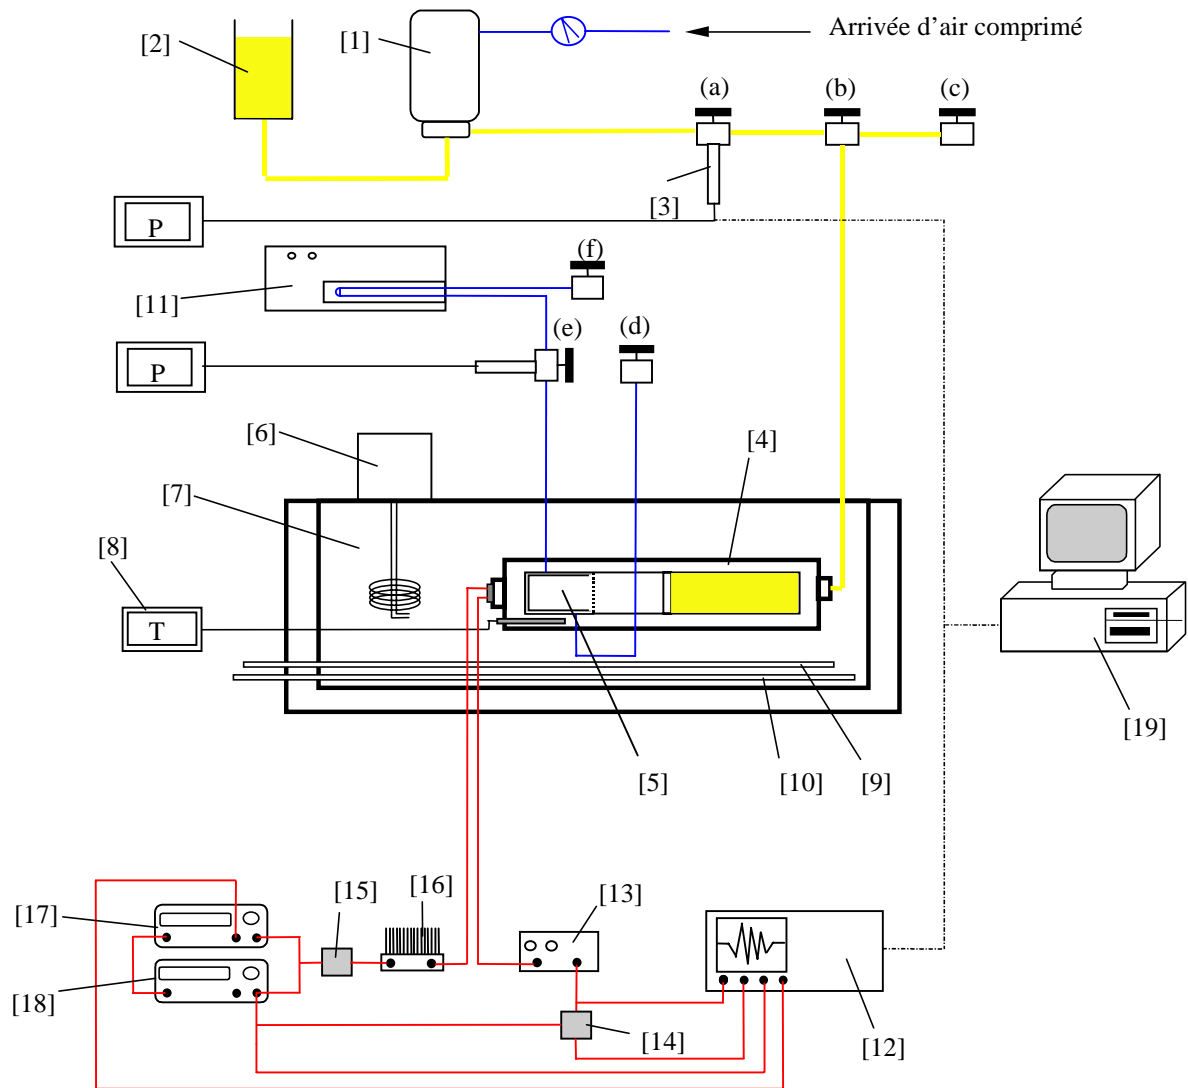 Arrivée d'air comprimé
[2]
[1]
(a)
(b)
(c)
[3]
P
(f)
[11]
(e)
(d)
P
[6]
[4]
[7]
[8]
T
[5]
[10]
[9]
[19]
[17]
[15]
[16]
[13]
[18]
[14]
[12]